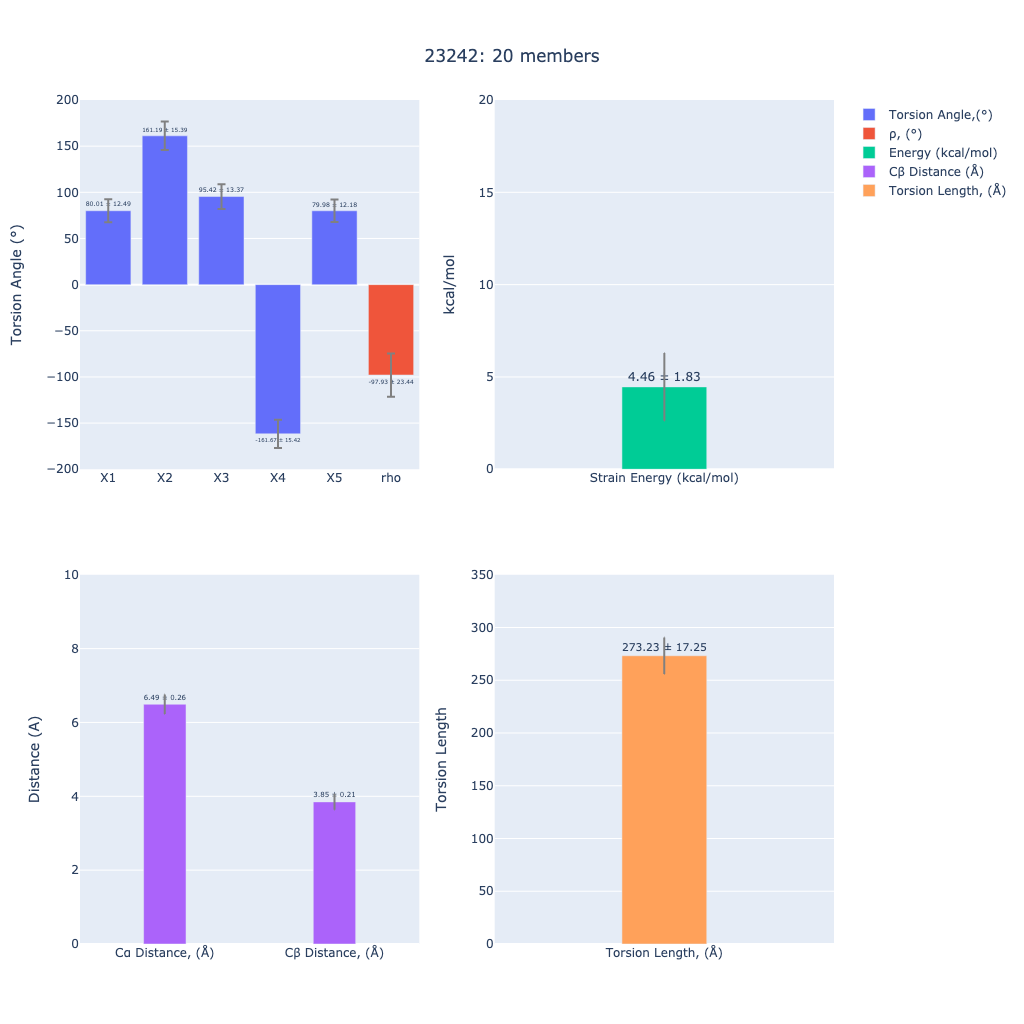 23242: 20 members
Torsion Angle (°)
200
150
100
50
0
−50
−100
−150
−200
80.01 ± 12.49
161.19 ± 15.39
95.42 ± 13.37
-161.67 ± 15.42
79.98 ± 12.18
-97.93 ± 23.44
X1 X2 X3 X4 X5 rho
kcal/mol
20
15
10
5
0
4.46 ± 1.83
Strain Energy (kcal/mol)
Torsion Angle,(°)
ρ, (°)
Energy (kcal/mol)
Cβ Distance (Å)
Torsion Length, (Å)
Distance (A)
10
8
6
4
2
0
6.49 ± 0.26
3.85 ± 0.21
Cα Distance, (Å) Cβ Distance, (Å)
Torsion Length
350
300
250
200
150
100
50
0
273.23 ± 17.25
Torsion Length, (Å)